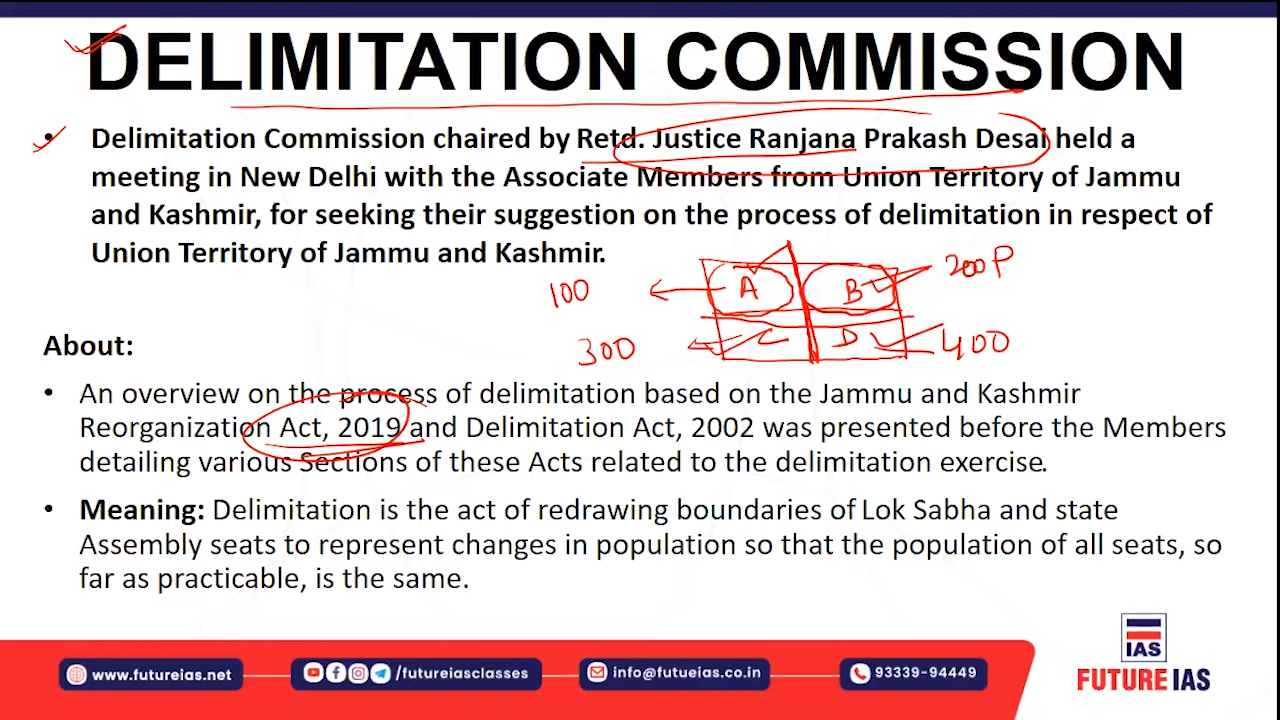 DELIMITATION COMMISSION
• Delimitation Commission chaired by Retd. Justice Ranjana Prakash Desai held a
meeting in New Delhi with the Associate Members from Union Territory of Jammu
and Kashmir, for seeking their suggestion on the process of delimitation in respect of
Union Territory of Jammu and Kashmir.
100 A B 200 P
300 C D 400
About:
• An overview on the process of delimitation based on the Jammu and Kashmir
Reorganization Act, 2019 and Delimitation Act, 2002 was presented before the Members
detailing various Sections of these Acts related to the delimitation exercise.
• Meaning: Delimitation is the act of redrawing boundaries of Lok Sabha and state
Assembly seats to represent changes in population so that the population of all seats, so
far as practicable, is the same.
www.futureias.net /futureiasclasses info@futueias.co.in 93339-94449
IAS
FUTURE IAS